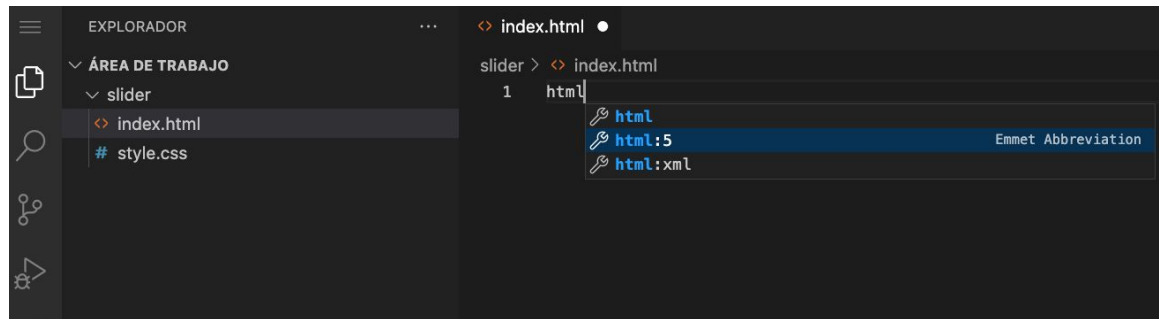 EXPLORADOR ...
ÁREA DE TRABAJO
slider
index.html
# style.css
index.html
slider > index.html
1 html
html
html:5 Emmet Abbreviation
html:xml